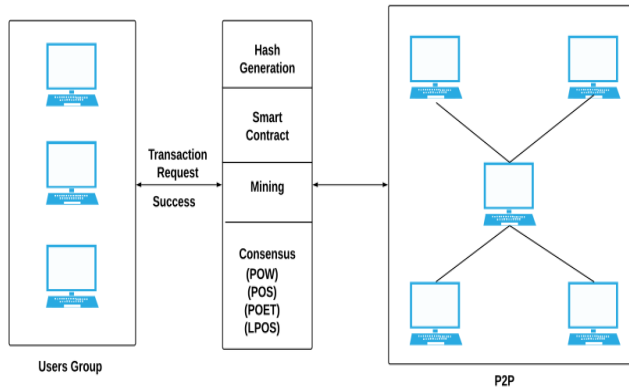 Hash
Generation
Smart
Contract
Transaction
Request
Success
Mining
Consensus
(POW)
(POS)
(POET)
(LPOS)
Users Group
P2P